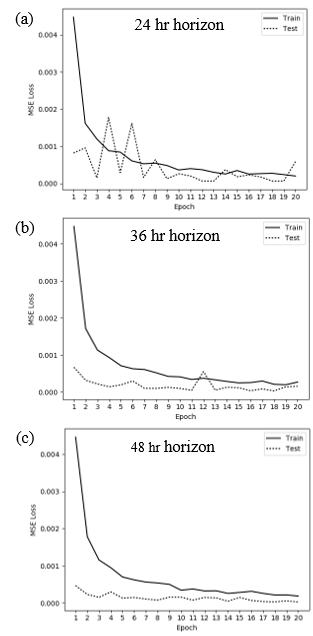 (a)
24 hr horizon
Train
Test
MSE Loss
0.004
0.003
0.002
0.001
0.000
1 2 3 4 5 6 7 8 9 10 11 12 13 14 15 16 17 18 19 20
Epoch
(b)
36 hr horizon
Train
Test
MSE Loss
0.004
0.003
0.002
0.001
0.000
1 2 3 4 5 6 7 8 9 10 11 12 13 14 15 16 17 18 19 20
Epoch
(c)
48 hr horizon
Train
Test
MSE Loss
0.004
0.003
0.002
0.001
0.000
1 2 3 4 5 6 7 8 9 10 11 12 13 14 15 16 17 18 19 20
Epoch